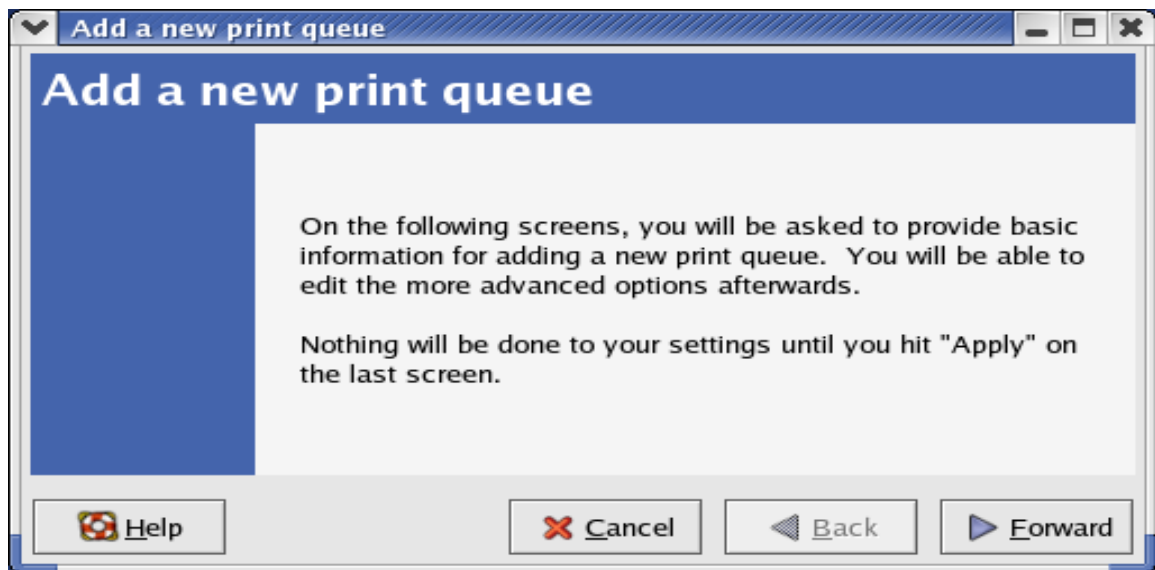 Add a new print queue
Add a new print queue
On the following screens, you will be asked to provide basic
information for adding a new print queue.  You will be able to
edit the more advanced options afterwards.
Nothing will be done to your settings until you hit "Apply" on
the last screen.
Help
Cancel
Back
Forward